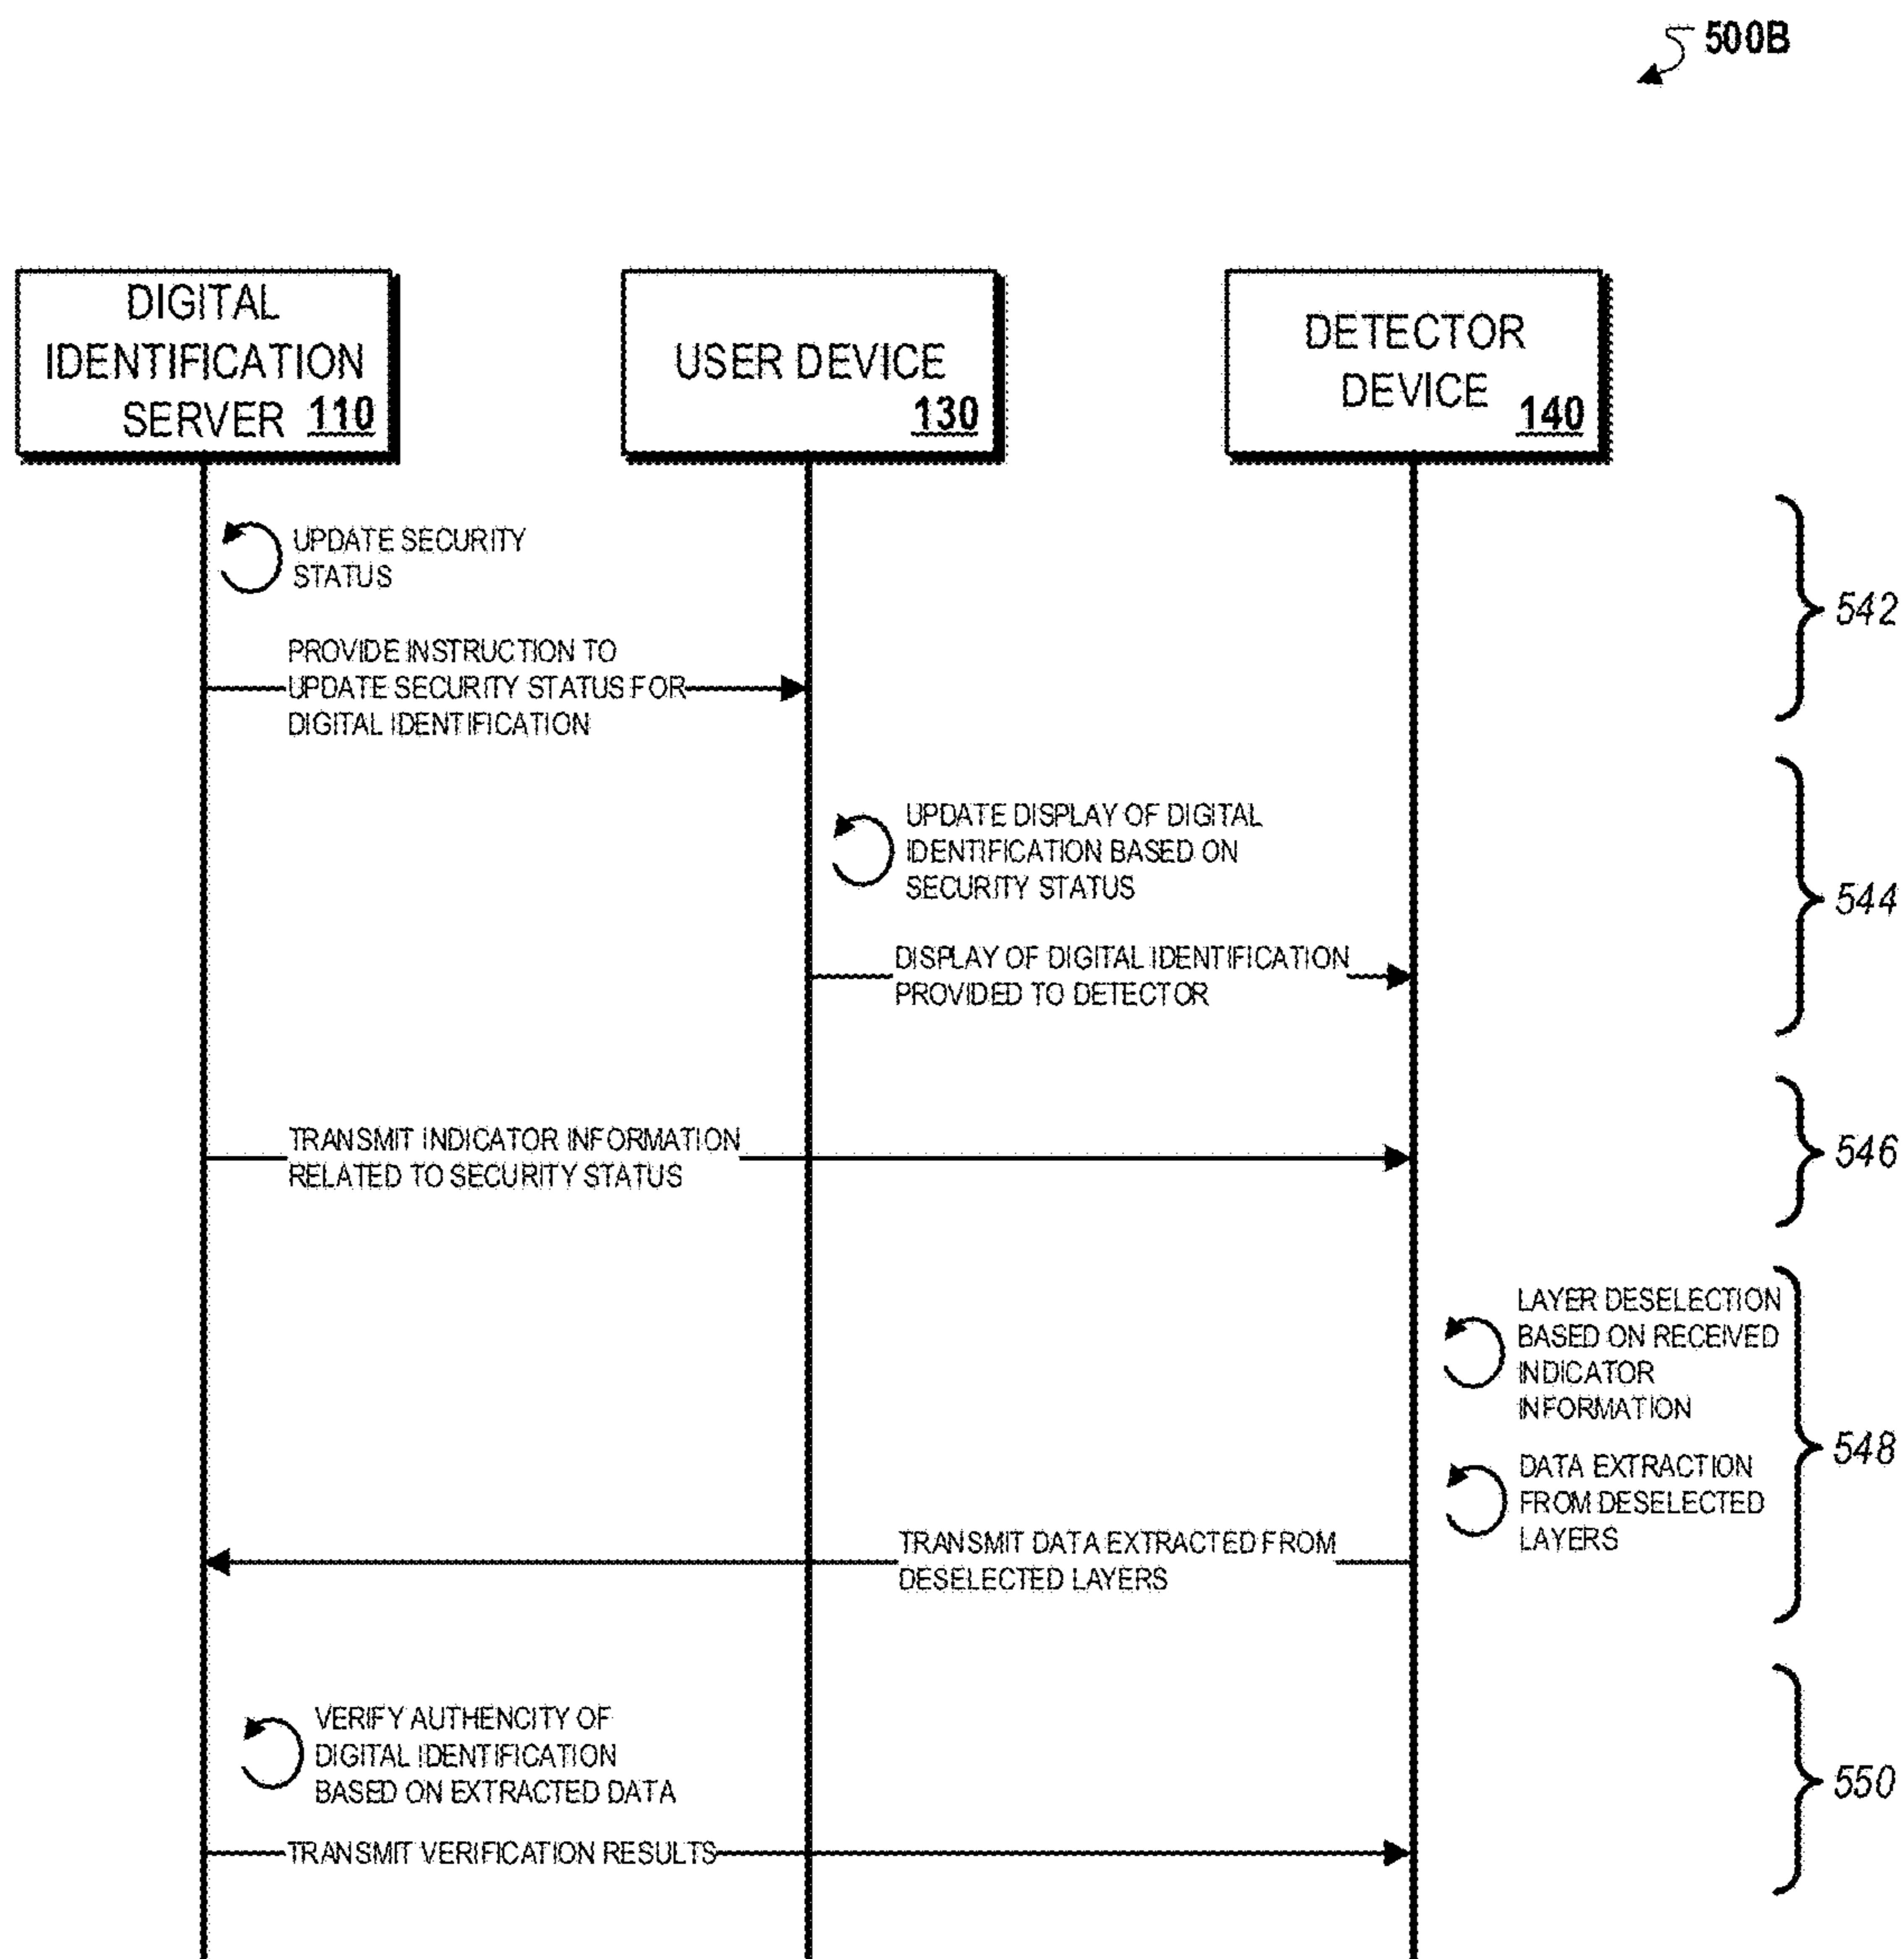 500B
DIGITAL
IDENTIFICATION
SERVER 110
USER DEVICE
130
DETECTOR
DEVICE 140
UPDATE SECURITY
STATUS
542
PROVIDE INSTRUCTION TO
UPDATE SECURITY STATUS FOR
DIGITAL IDENTIFICATION
UPDATE DISPLAY OF DIGITAL
IDENTIFICATION BASED ON
SECURITY STATUS
544
DISPLAY OF DIGITAL IDENTIFICATION
PROVIDED TO DETECTOR
TRANSMIT INDICATOR INFORMATION
RELATED TO SECURITY STATUS
546
LAYER DESELECTION
BASED ON RECEIVED
INDICATOR
INFORMATION
548
DATA EXTRACTION
FROM DESELECTED
LAYERS
TRANSMIT DATA EXTRACTED FROM
DESELECTED LAYERS
VERIFY AUTHENCITY OF
DIGITAL IDENTIFICATION
BASED ON EXTRACTED DATA
550
TRANSMIT VERIFICATION RESULTS